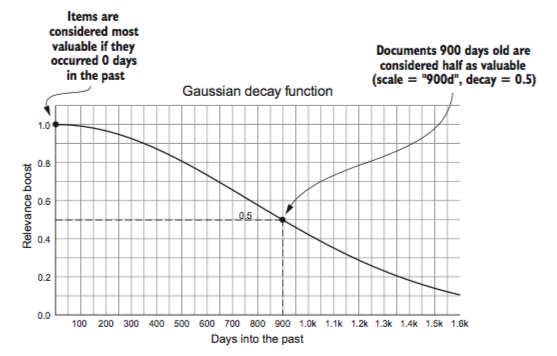 Items are
considered most
valuable if they
occurred 0 days
in the past
Documents 900 days old are
considered half as valuable
(scale = "900d", decay = 0.5)
Gaussian decay function
Relevance boost
1.0
0.8
0.6
0.4
0.2
0.0
0.5
100 200 300 400 500 600 700 800 900 1.0k 1.1k 1.2k 1.3k 1.4k 1.5k 1.6k
Days into the past